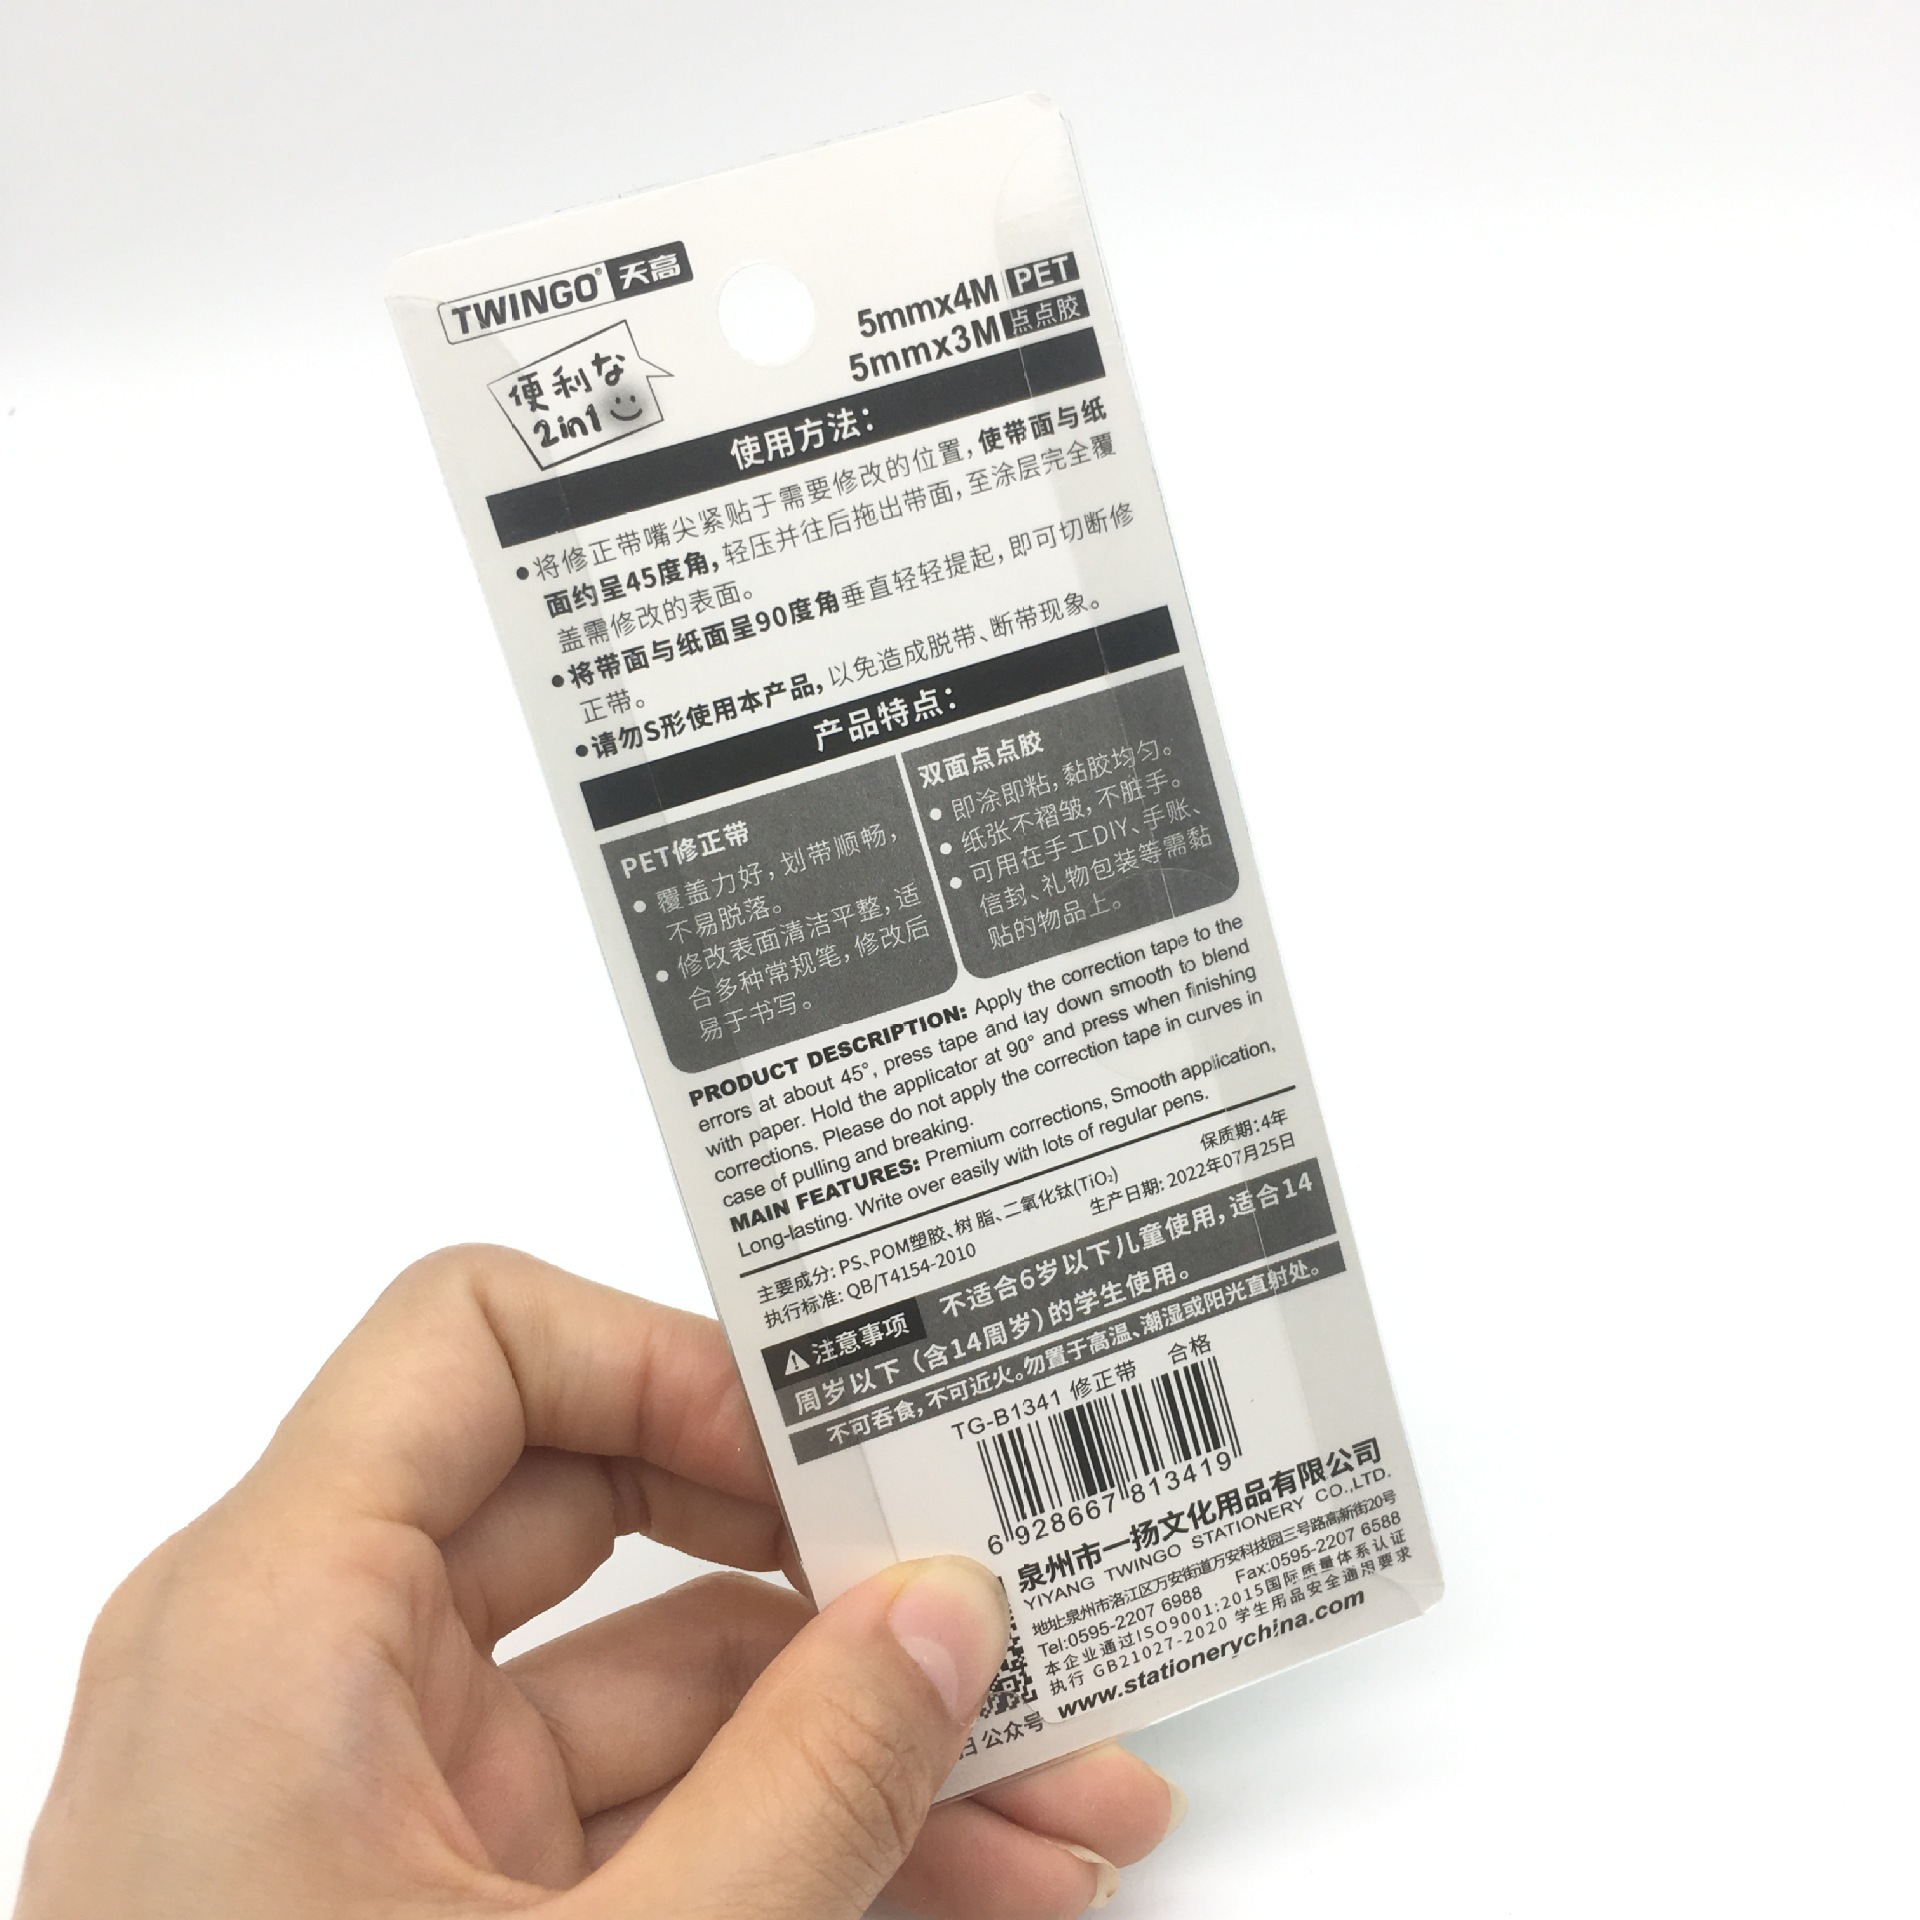 TWINGO® 天高
5mmx4M PET
5mmx3M 点点胶
便利な
2in1
使用方法：
●将修正带嘴尖紧贴于需要修改的位置，使带面与纸
面约呈45度角，轻压并往后拖出带面，至涂层完全覆
盖需修改的表面。
●将带面与纸面呈90度角垂直轻轻提起，即可切断修
正带。
●请勿S形使用本产品，以免造成脱带、断带现象。
产品特点：
PET修正带
● 覆盖力好，划带顺畅，
不易脱落。
● 修改表面清洁平整，适
合多种常规笔，修改后
易于书写。
双面点点胶
● 即涂即粘，黏胶均匀。
● 纸张不褶皱，不脏手。
● 可用在手工DIY、手账、
信封、礼物包装等需黏
贴的物品上。
PRODUCT DESCRIPTION: Apply the correction tape to the
errors at about 45°, press tape and lay down smooth to blend
with paper. Hold the applicator at 90° and press when finishing
corrections. Please do not apply the correction tape in curves in
case of pulling and breaking.
MAIN FEATURES: Premium corrections, Smooth application,
Long-lasting. Write over easily with lots of regular pens.
保质期：4年
主要成分：PS、POM塑胶、树脂、二氧化钛(TiO₂)
生产日期：2022年07月25日
执行标准：QB/T4154-2010
注意事项 不适合6岁以下儿童使用，适合14
周岁以下（含14周岁）的学生使用。
不可吞食，不可近火。勿置于高温、潮湿或阳光直射处。
TG-B1341 修正带 合格
6 928667 813419
泉州市一扬文化用品有限公司
YIYANG TWINGO STATIONERY CO.,LTD.
地址:泉州市洛江区万安街道万安科技园三号路高新街20号
Tel:0595-2207 6988 Fax:0595-2207 6588
本企业通过ISO9001:2015国际质量体系认证
执行 GB21027-2020 学生用品安全通用要求
www.stationerychina.com
公众号